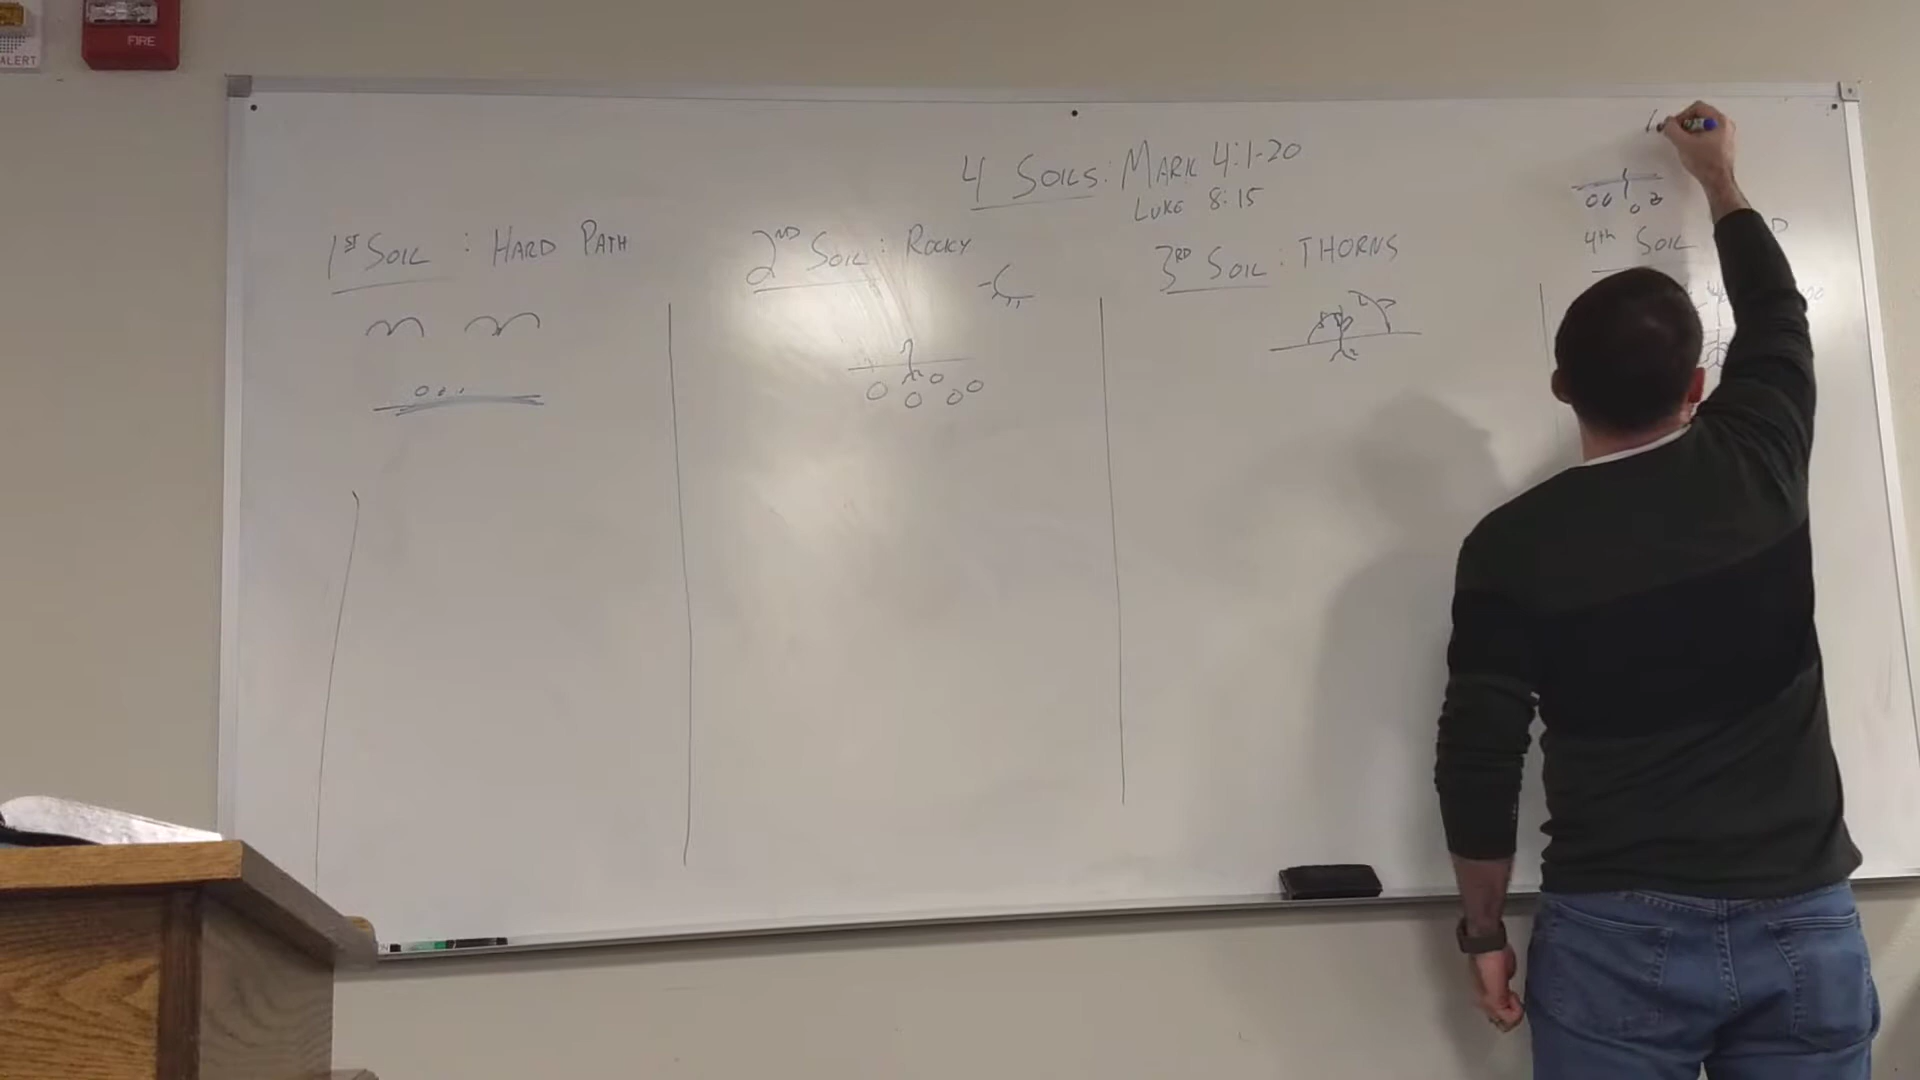 ALERT
FIRE
4 SOILS: MARK 4:1-20
LUKE 8:15
1ST SOIL : HARD PATH
2ND SOIL : ROCKY
3RD SOIL : THORNS
4th SOIL